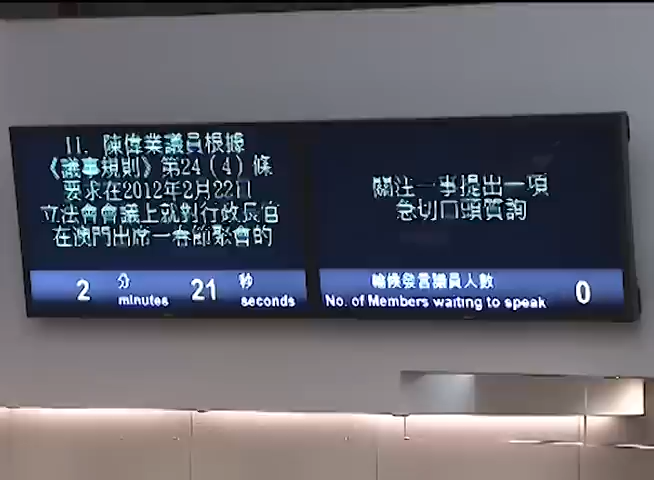 11. 陳偉業議員根據
《議事規則》第24（4）條
要求在2012年2月22日
立法會會議上就對行政長官
在澳門出席一春節聚會的
關注一事提出一項
急切口頭質詢
2 分 minutes 21 秒 seconds
輪候發言議員人數
No. of Members waiting to speak 0